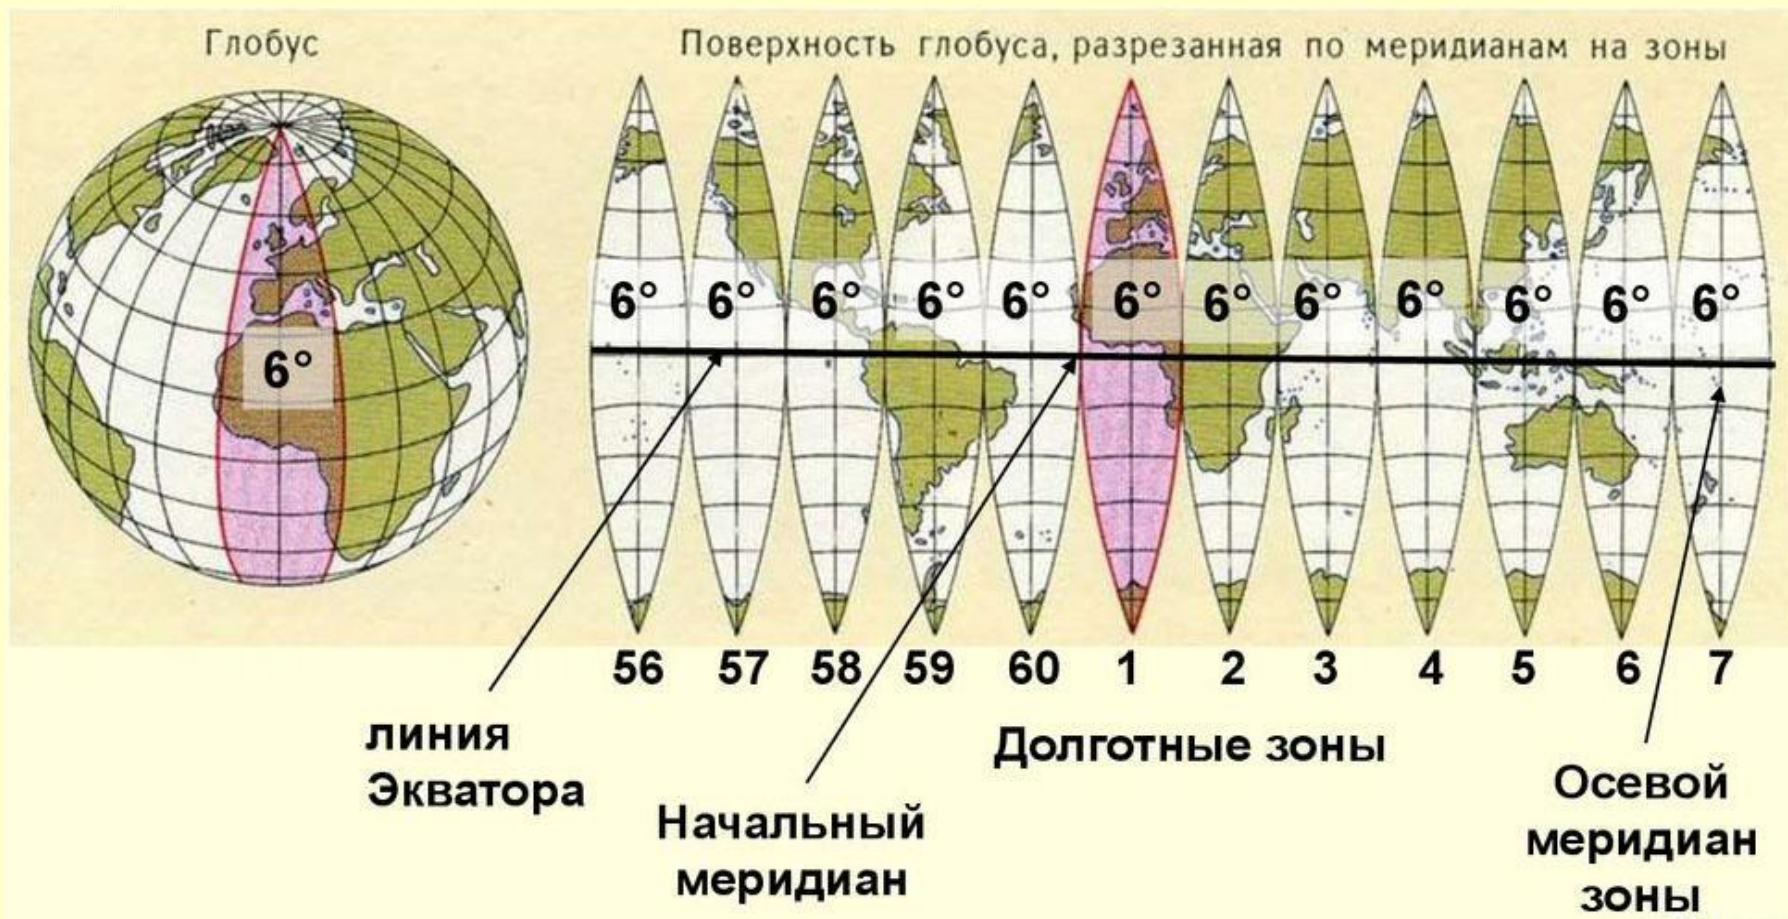 Глобус
Поверхность глобуса, разрезанная по меридианам на зоны
6°
6° 6° 6° 6° 6° 6° 6° 6° 6° 6° 6° 6°
56 57 58 59 60 1 2 3 4 5 6 7
линия
Экватора
Начальный
меридиан
Долготные зоны
Осевой
меридиан
зоны